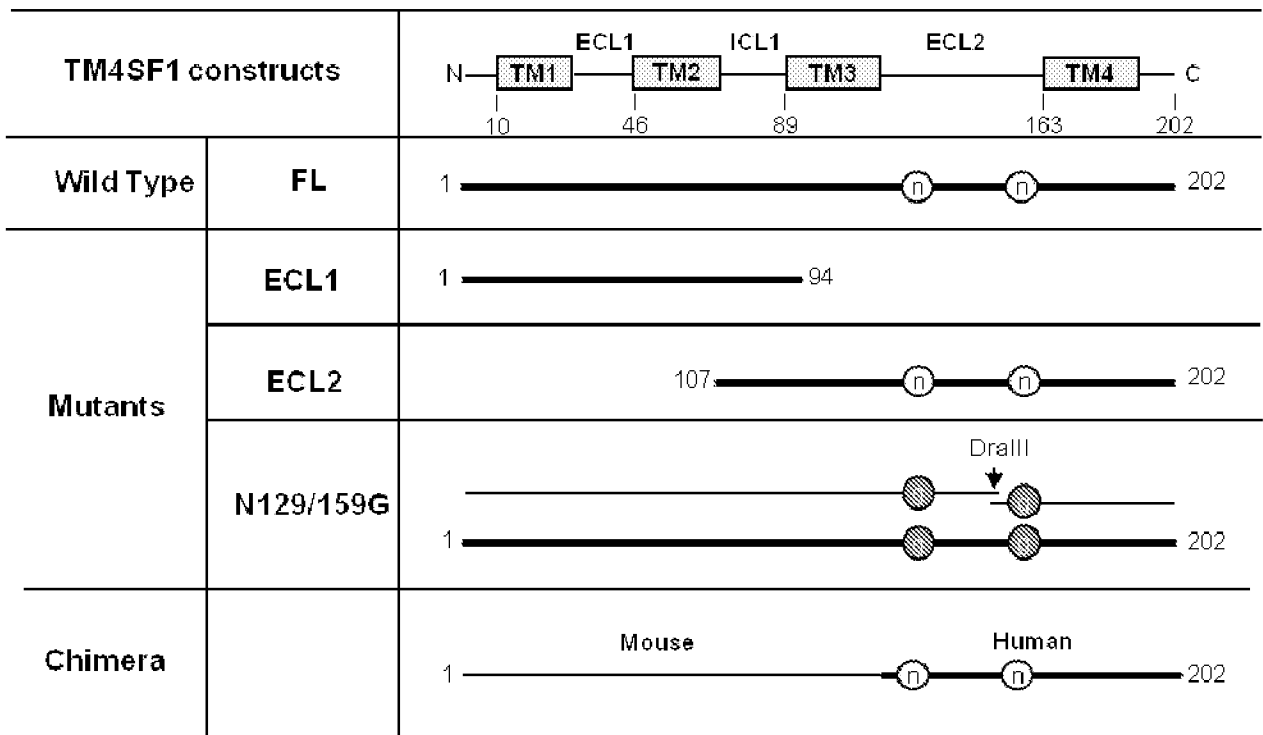 TM4SF1 constructs
ECL1 ICL1 ECL2
N TM1 TM2 TM3 TM4 C
10 46 89 163 202
Wild Type FL 1 n n 202
ECL1 1 94
Mutants
ECL2 107 n n 202
DraIII
N129/159G
1 202
Mouse Human
Chimera 1 n n 202